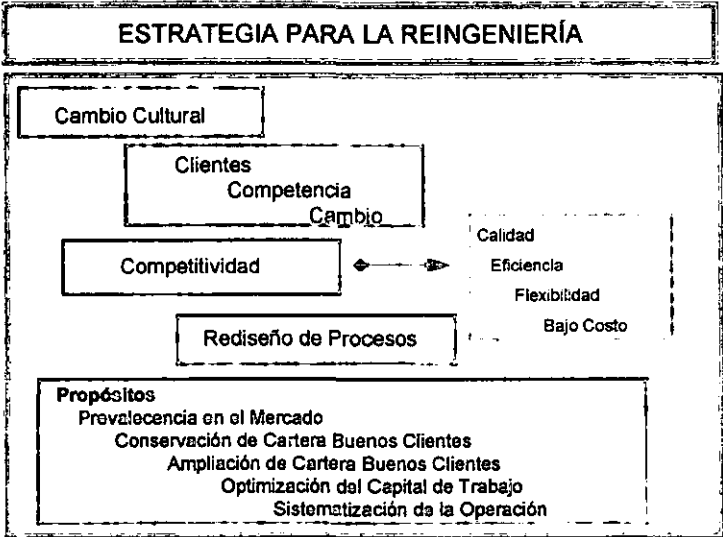 ESTRATEGIA PARA LA REINGENIERÍA
Cambio Cultural
Clientes
Competencia
Cambio
Competitividad
Calidad
Eficiencia
Flexibilidad
Bajo Costo
Rediseño de Procesos
Propósitos
Prevalecencia en el Mercado
Conservación de Cartera Buenos Clientes
Ampliación de Cartera Buenos Clientes
Optimización del Capital de Trabajo
Sistematización de la Operación